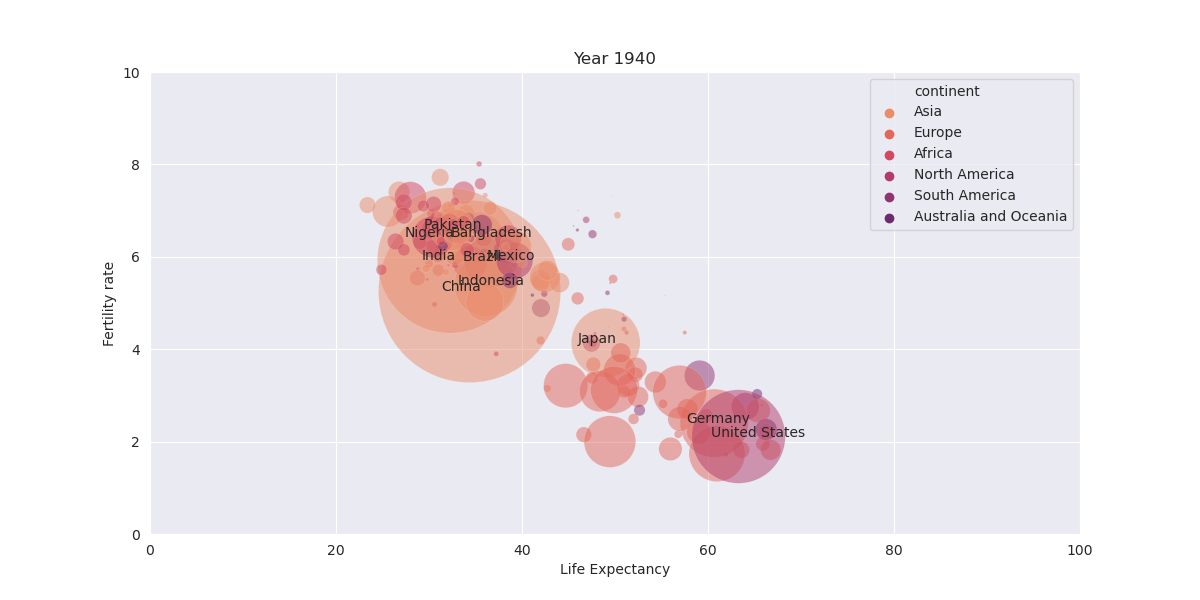 Year 1940
10
8
6
4
2
0
Fertility rate
continent
Asia
Europe
Africa
North America
South America
Australia and Oceania
Pakistan
Nigeria
Bangladesh
India
Brazil
Mexico
Indonesia
China
Japan
Germany
United States
0 20 40 60 80 100
Life Expectancy